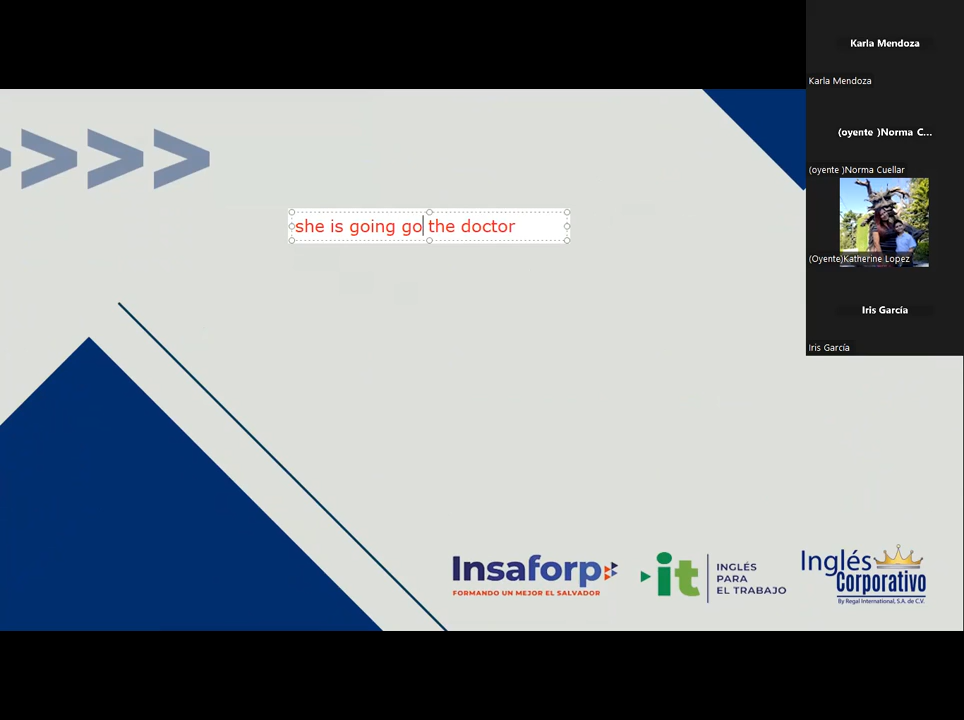 Karla Mendoza
Karla Mendoza
(oyente )Norma C...
(oyente )Norma Cuellar
(Oyente)Katherine Lopez
Iris García
Iris García
>>>>
she is going go the doctor
Insaforp
FORMANDO UN MEJOR EL SALVADOR
it
INGLÉS
PARA
EL TRABAJO
Inglés
Corporativo
By Regal International, S.A. de C.V.